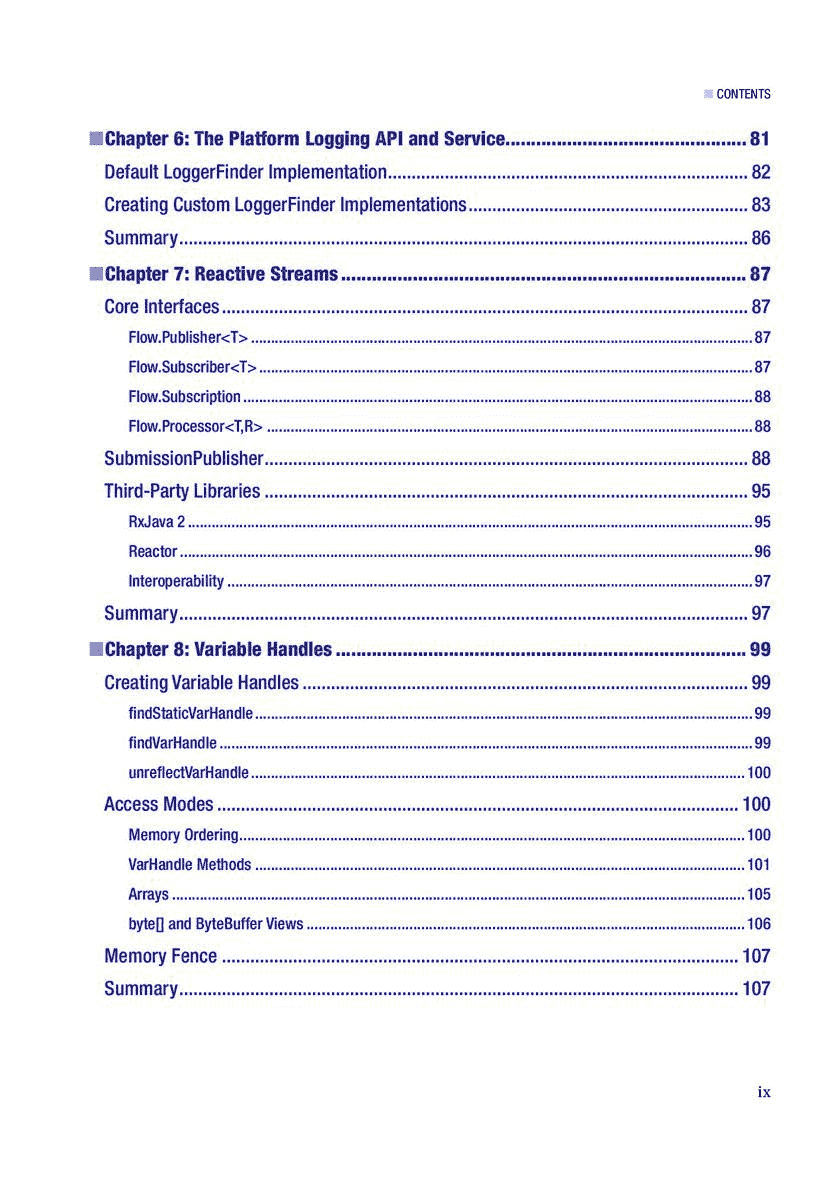 CONTENTS
Chapter 6: The Platform Logging API and Service............................................... 81
Default LoggerFinder Implementation............................................................................ 82
Creating Custom LoggerFinder Implementations........................................................... 83
Summary........................................................................................................................ 86
Chapter 7: Reactive Streams ............................................................................... 87
Core Interfaces............................................................................................................... 87
Flow.Publisher<T> ............................................................................................................................... 87
Flow.Subscriber<T> ............................................................................................................................. 87
Flow.Subscription ................................................................................................................................. 88
Flow.Processor<T,R> ........................................................................................................................... 88
SubmissionPublisher...................................................................................................... 88
Third-Party Libraries ...................................................................................................... 95
RxJava 2 ............................................................................................................................................... 95
Reactor ................................................................................................................................................. 96
Interoperability ..................................................................................................................................... 97
Summary........................................................................................................................ 97
Chapter 8: Variable Handles ................................................................................ 99
Creating Variable Handles .............................................................................................. 99
findStaticVarHandle .............................................................................................................................. 99
findVarHandle ....................................................................................................................................... 99
unreflectVarHandle ............................................................................................................................. 100
Access Modes .............................................................................................................. 100
Memory Ordering................................................................................................................................ 100
VarHandle Methods ............................................................................................................................ 101
Arrays ................................................................................................................................................. 105
byte[] and ByteBuffer Views ............................................................................................................... 106
Memory Fence ............................................................................................................. 107
Summary...................................................................................................................... 107
ix